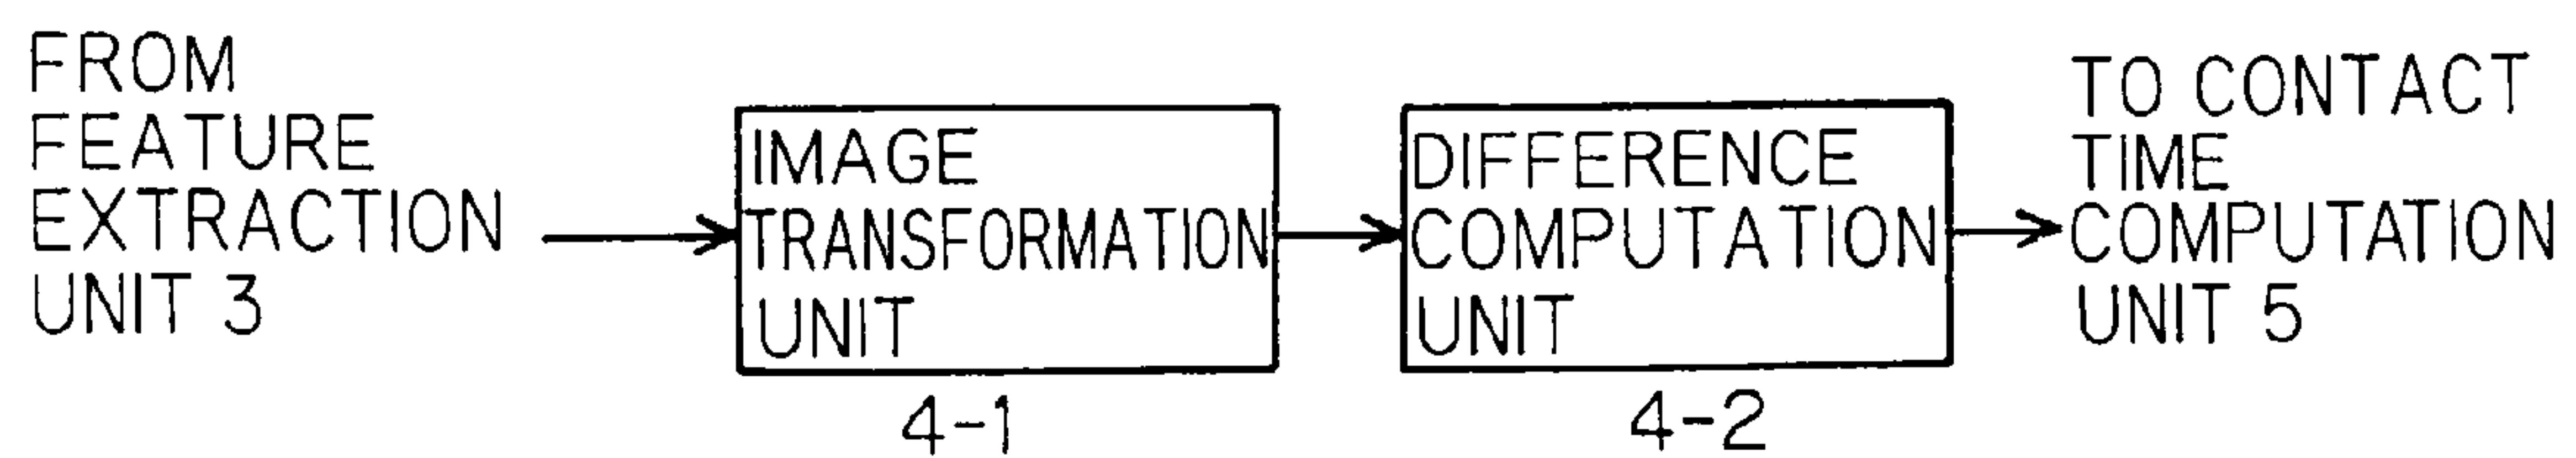 FROM
FEATURE
EXTRACTION
UNIT 3
IMAGE
TRANSFORMATION
UNIT
4-1
DIFFERENCE
COMPUTATION
UNIT
4-2
TO CONTACT
TIME
COMPUTATION
UNIT 5